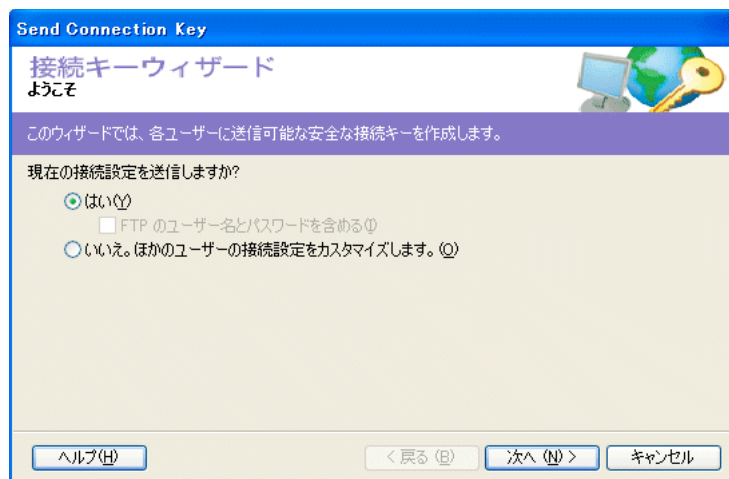 Send Connection Key
接続キーウィザード
ようこそ
このウィザードでは、各ユーザーに送信可能な安全な接続キーを作成します。
現在の接続設定を送信しますか?
はい(Y)
FTP のユーザー名とパスワードを含める(I)
いいえ。ほかのユーザーの接続設定をカスタマイズします。(O)
ヘルプ(H)
< 戻る (B)
次へ (N) >
キャンセル